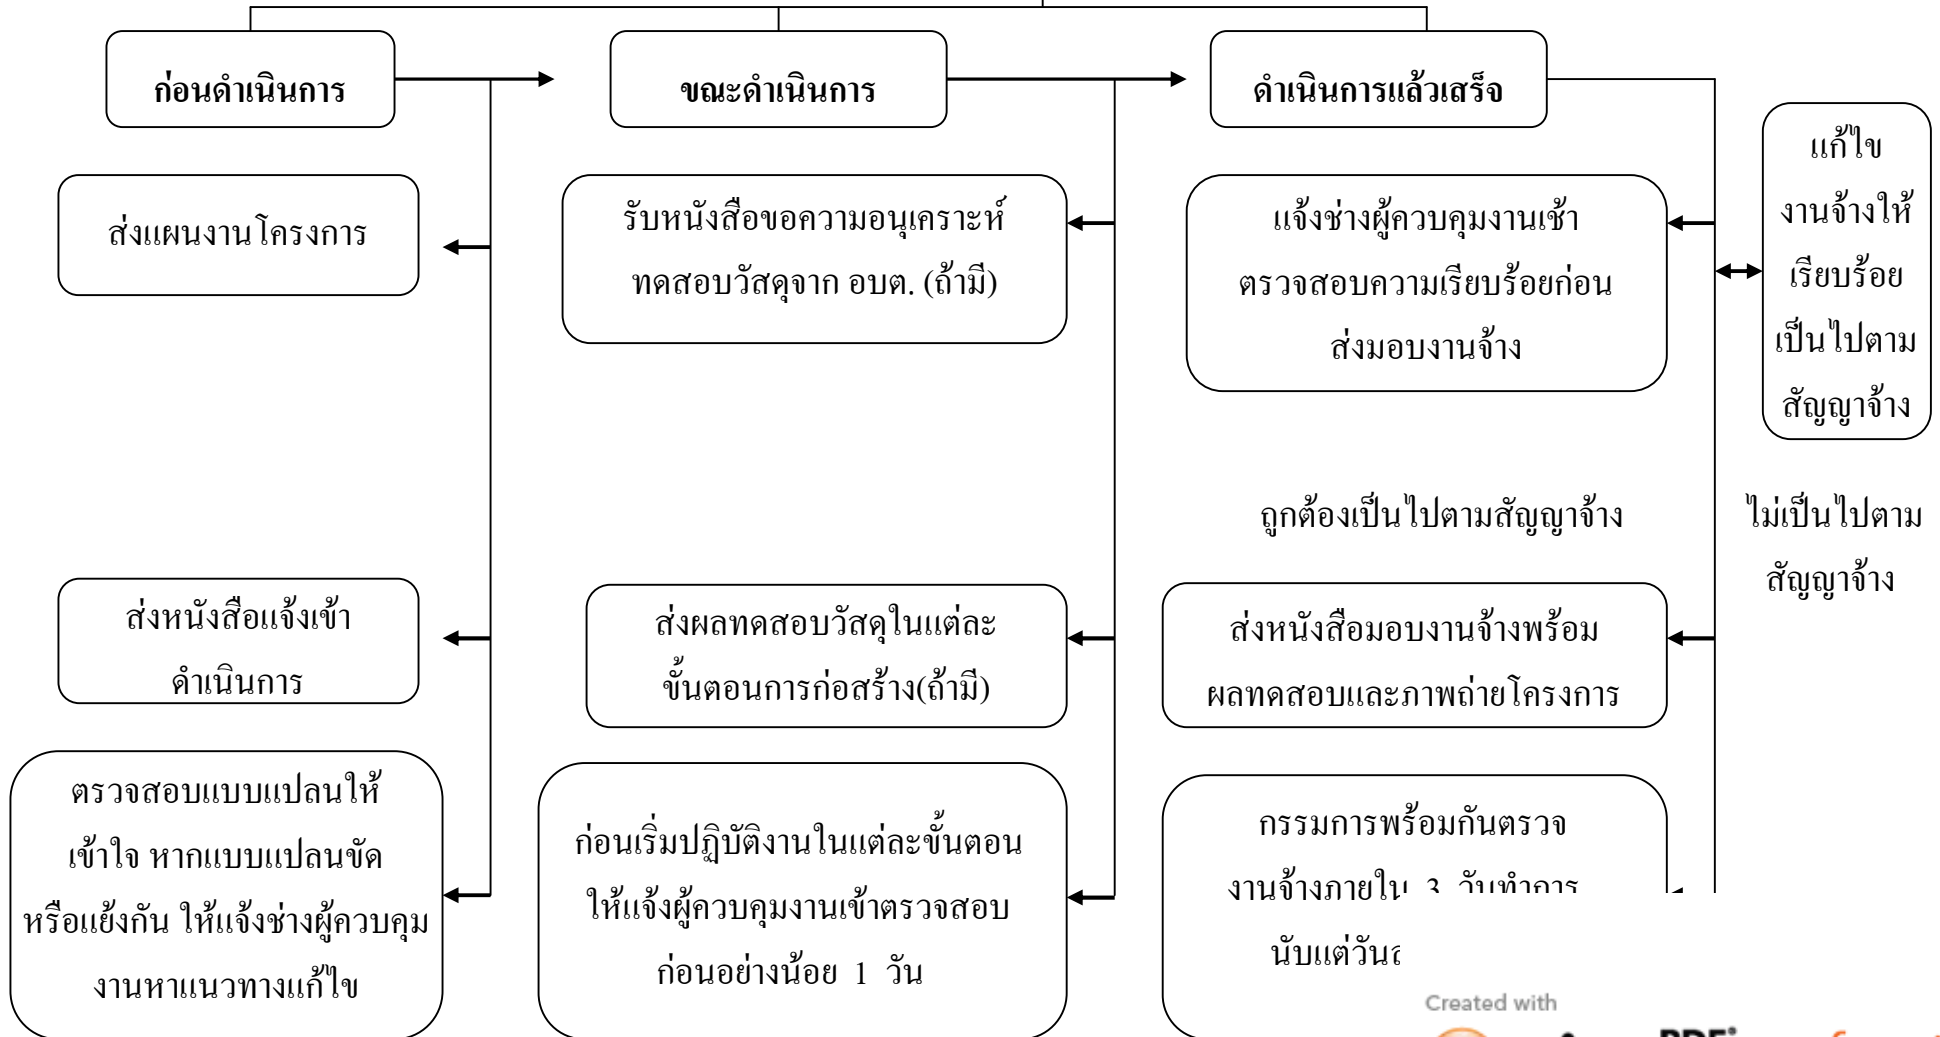 ก่อนดำเนินการ
ขณะดำเนินการ
ดำเนินการแล้วเสร็จ
ส่งแผนงานโครงการ
ส่งหนังสือแจ้งเข้า
ดำเนินการ
ตรวจสอบแบบแปลนให้
เข้าใจ หากแบบแปลนขัด
หรือแย้งกัน ให้แจ้งช่างผู้ควบคุม
งานหาแนวทางแก้ไข
รับหนังสือขอความอนุเคราะห์
ทดสอบวัสดุจาก อบต. (ถ้ามี)
ส่งผลทดสอบวัสดุในแต่ละ
ขั้นตอนการก่อสร้าง(ถ้ามี)
ก่อนเริ่มปฏิบัติงานในแต่ละขั้นตอน
ให้แจ้งผู้ควบคุมงานเข้าตรวจสอบ
ก่อนอย่างน้อย 1 วัน
แจ้งช่างผู้ควบคุมงานเช้า
ตรวจสอบความเรียบร้อยก่อน
ส่งมอบงานจ้าง
ถูกต้องเป็นไปตามสัญญาจ้าง
ส่งหนังสือมอบงานจ้างพร้อม
ผลทดสอบและภาพถ่ายโครงการ
กรรมการพร้อมกันตรวจ
งานจ้างภายใน 3 วันทำการ
นับแต่วัน
แก้ไข
งานจ้างให้
เรียบร้อย
เป็นไปตาม
สัญญาจ้าง
ไม่เป็นไปตาม
สัญญาจ้าง
Created with